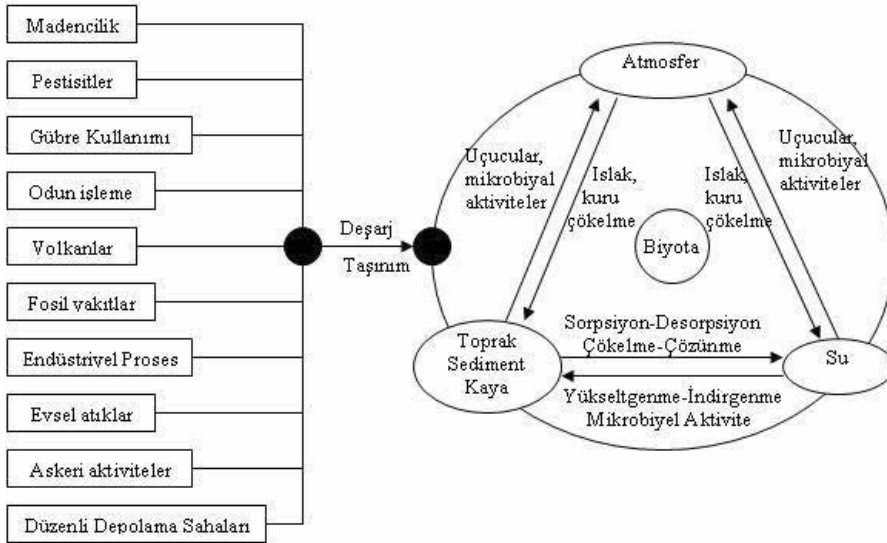 Madencilik
Pestisitler
Gübre Kullanımı
Odun işleme
Volkanlar
Fosil yakıtlar
Endüstriyel Proses
Evsel atıklar
Askeri aktiviteler
Düzenli Depolama Sahaları
Deşarj
Taşınım
Atmosfer
Uçucular,
mikrobiyal
aktiviteler
Islak,
kuru
çökelme
Islak,
kuru
çökelme
Uçucular,
mikrobiyal
aktiviteler
Biyota
Toprak
Sediment
Kaya
Sorpsiyon-Desorpsiyon
Çökelme-Çözünme
Su
Yükseltgenme-İndirgenme
Mikrobiyel Aktivite